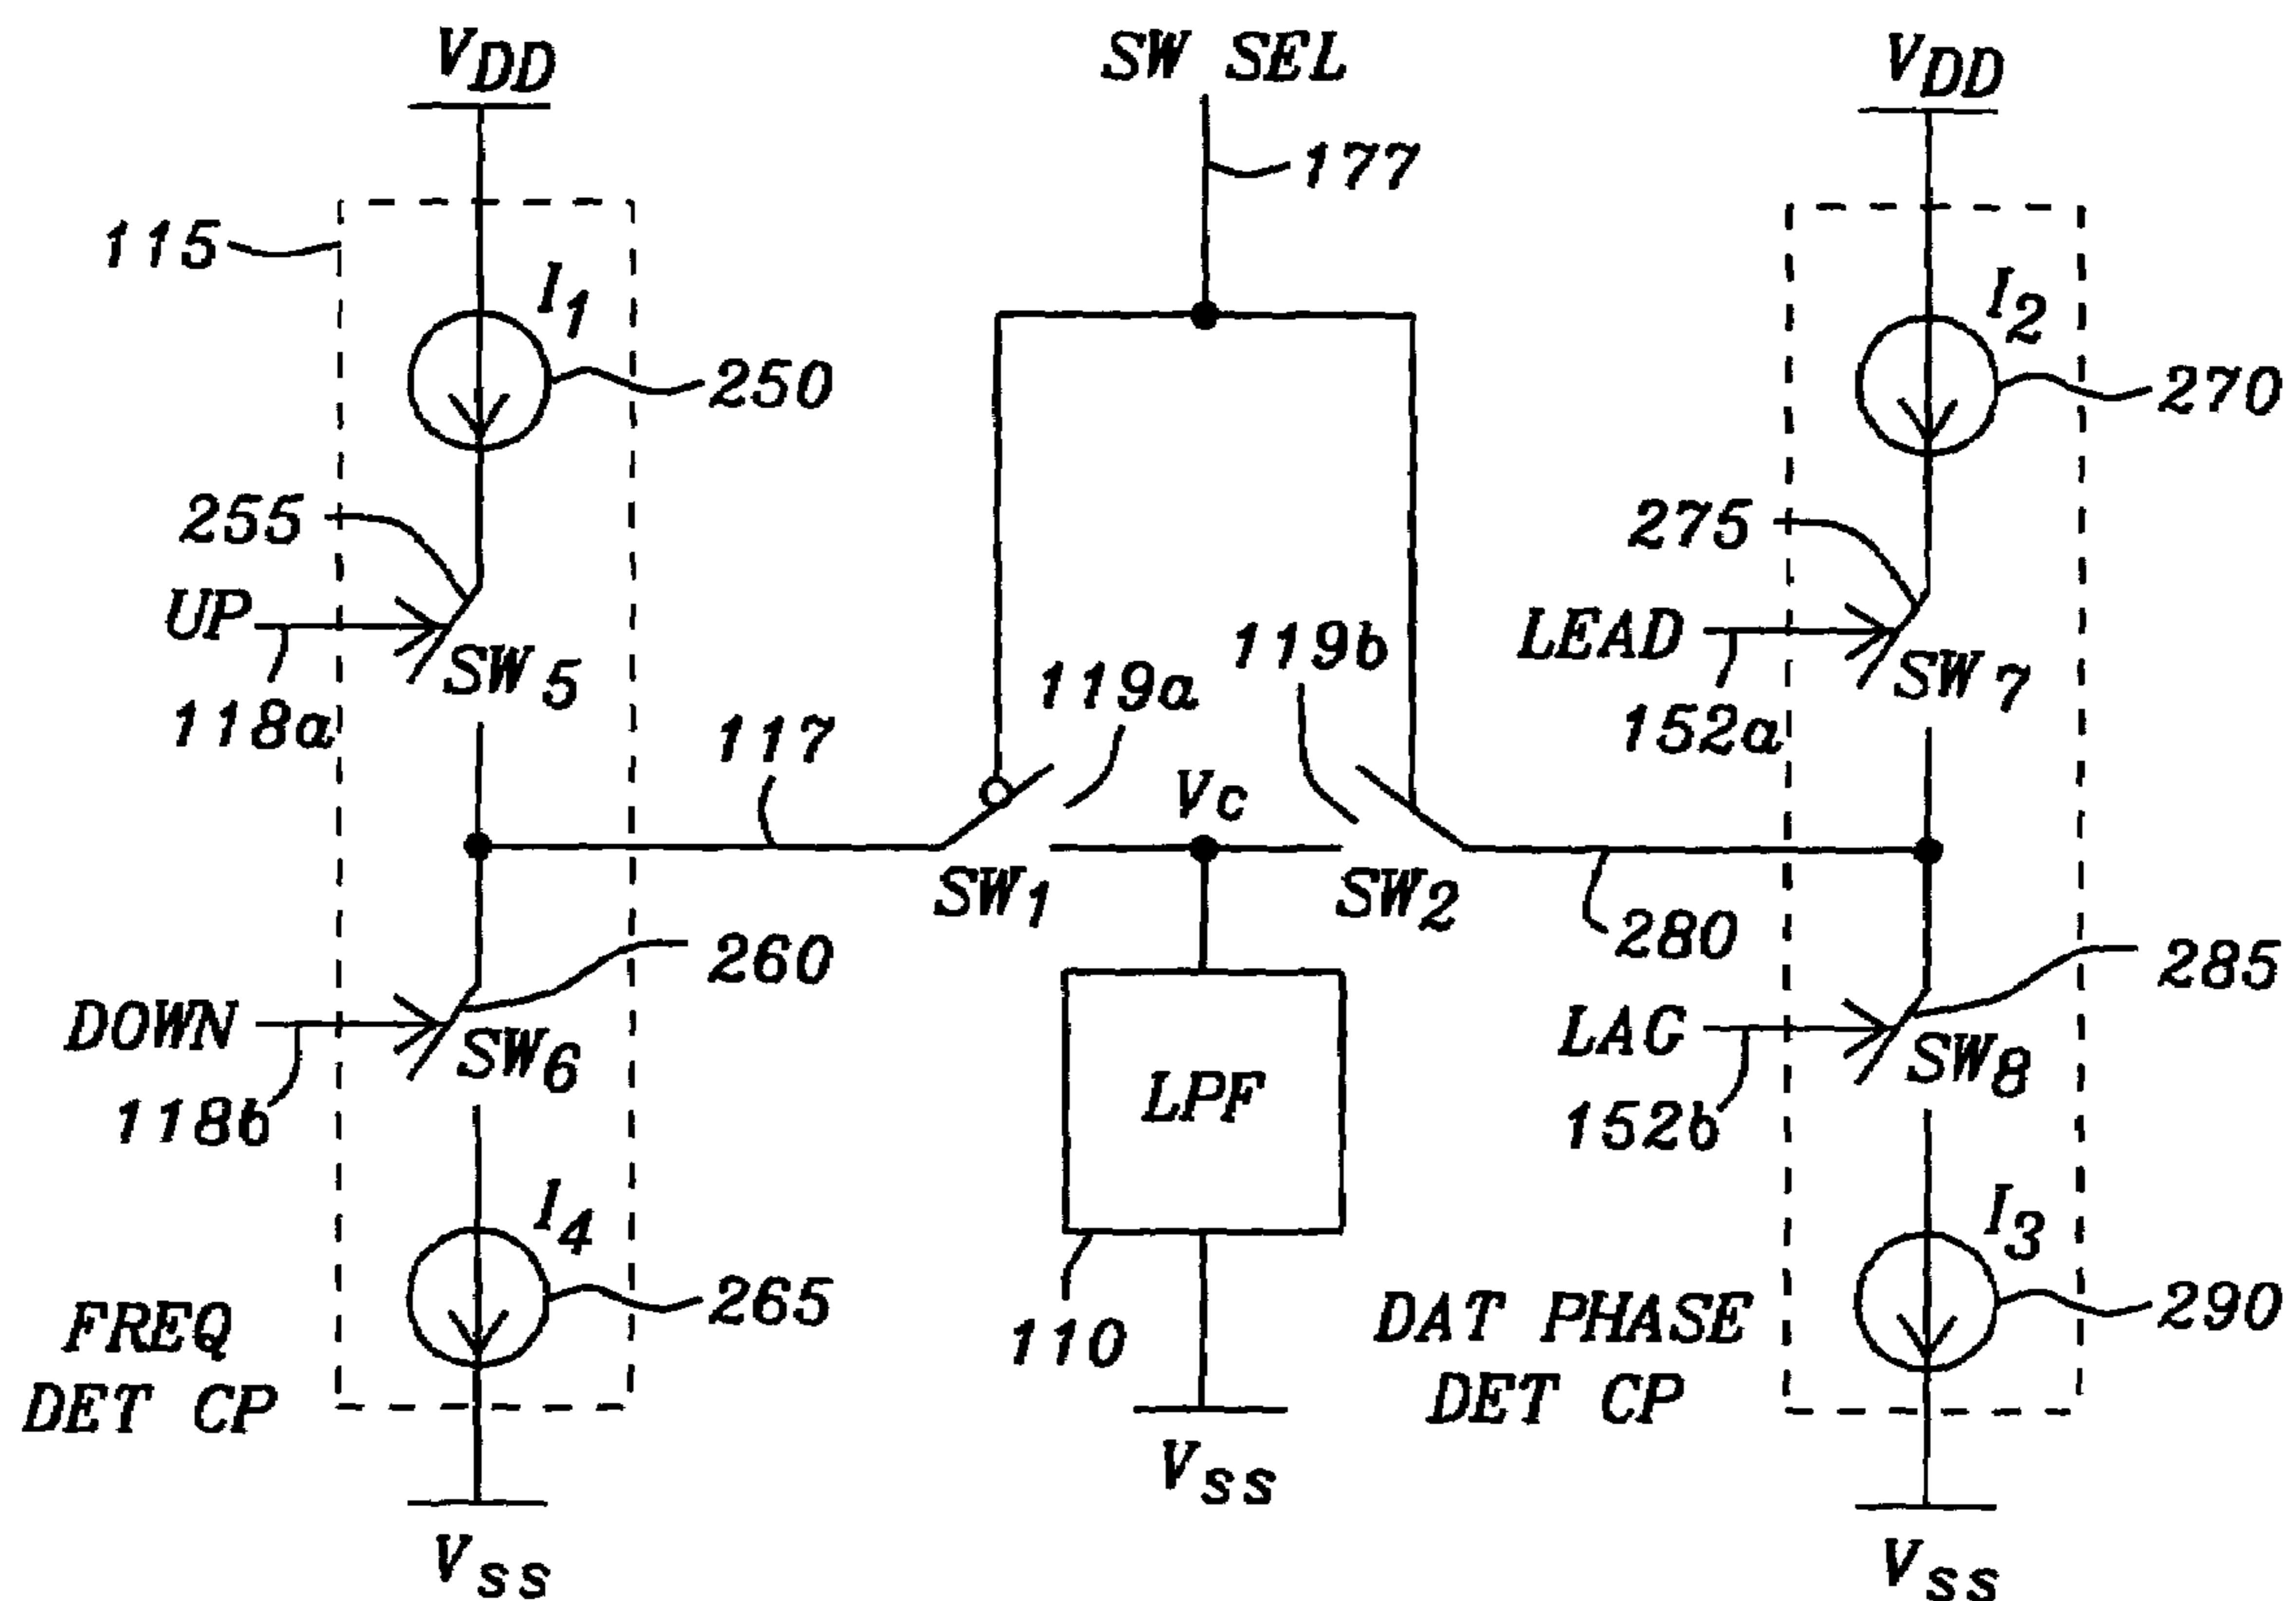 VDD
SW SEL
VDD
177
115
I1
I2
250
270
255
275
UP
LEAD
SW5
119b
SW7
119a
118a
117
152a
Vc
SW1
SW2
260
280
285
DOWN
LAG
SW6
SW8
LPF
118b
152b
I4
I3
265
290
FREQ
DET CP
110
DAT PHASE
DET CP
Vss
Vss
Vss